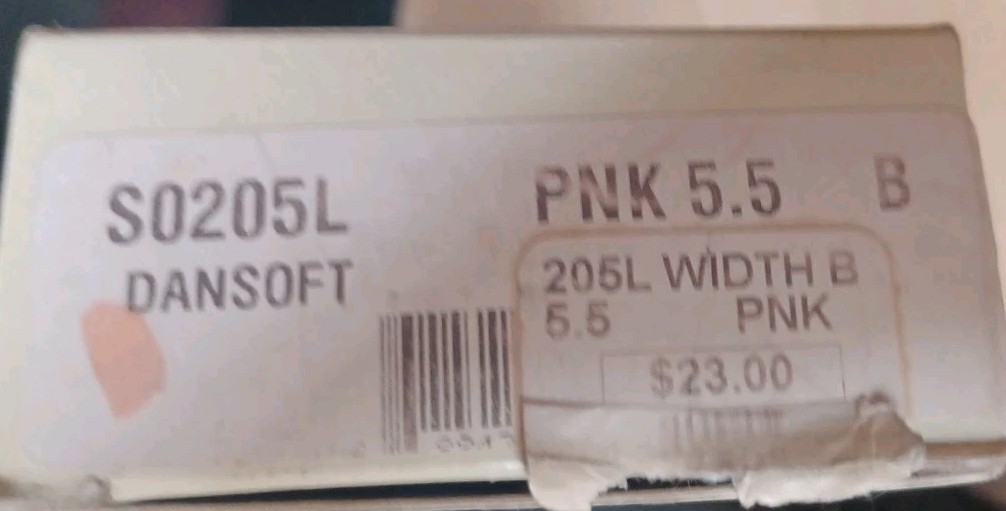 S0205L PNK 5.5 B
DANSOFT
205L WIDTH B
5.5 PNK
$23.00